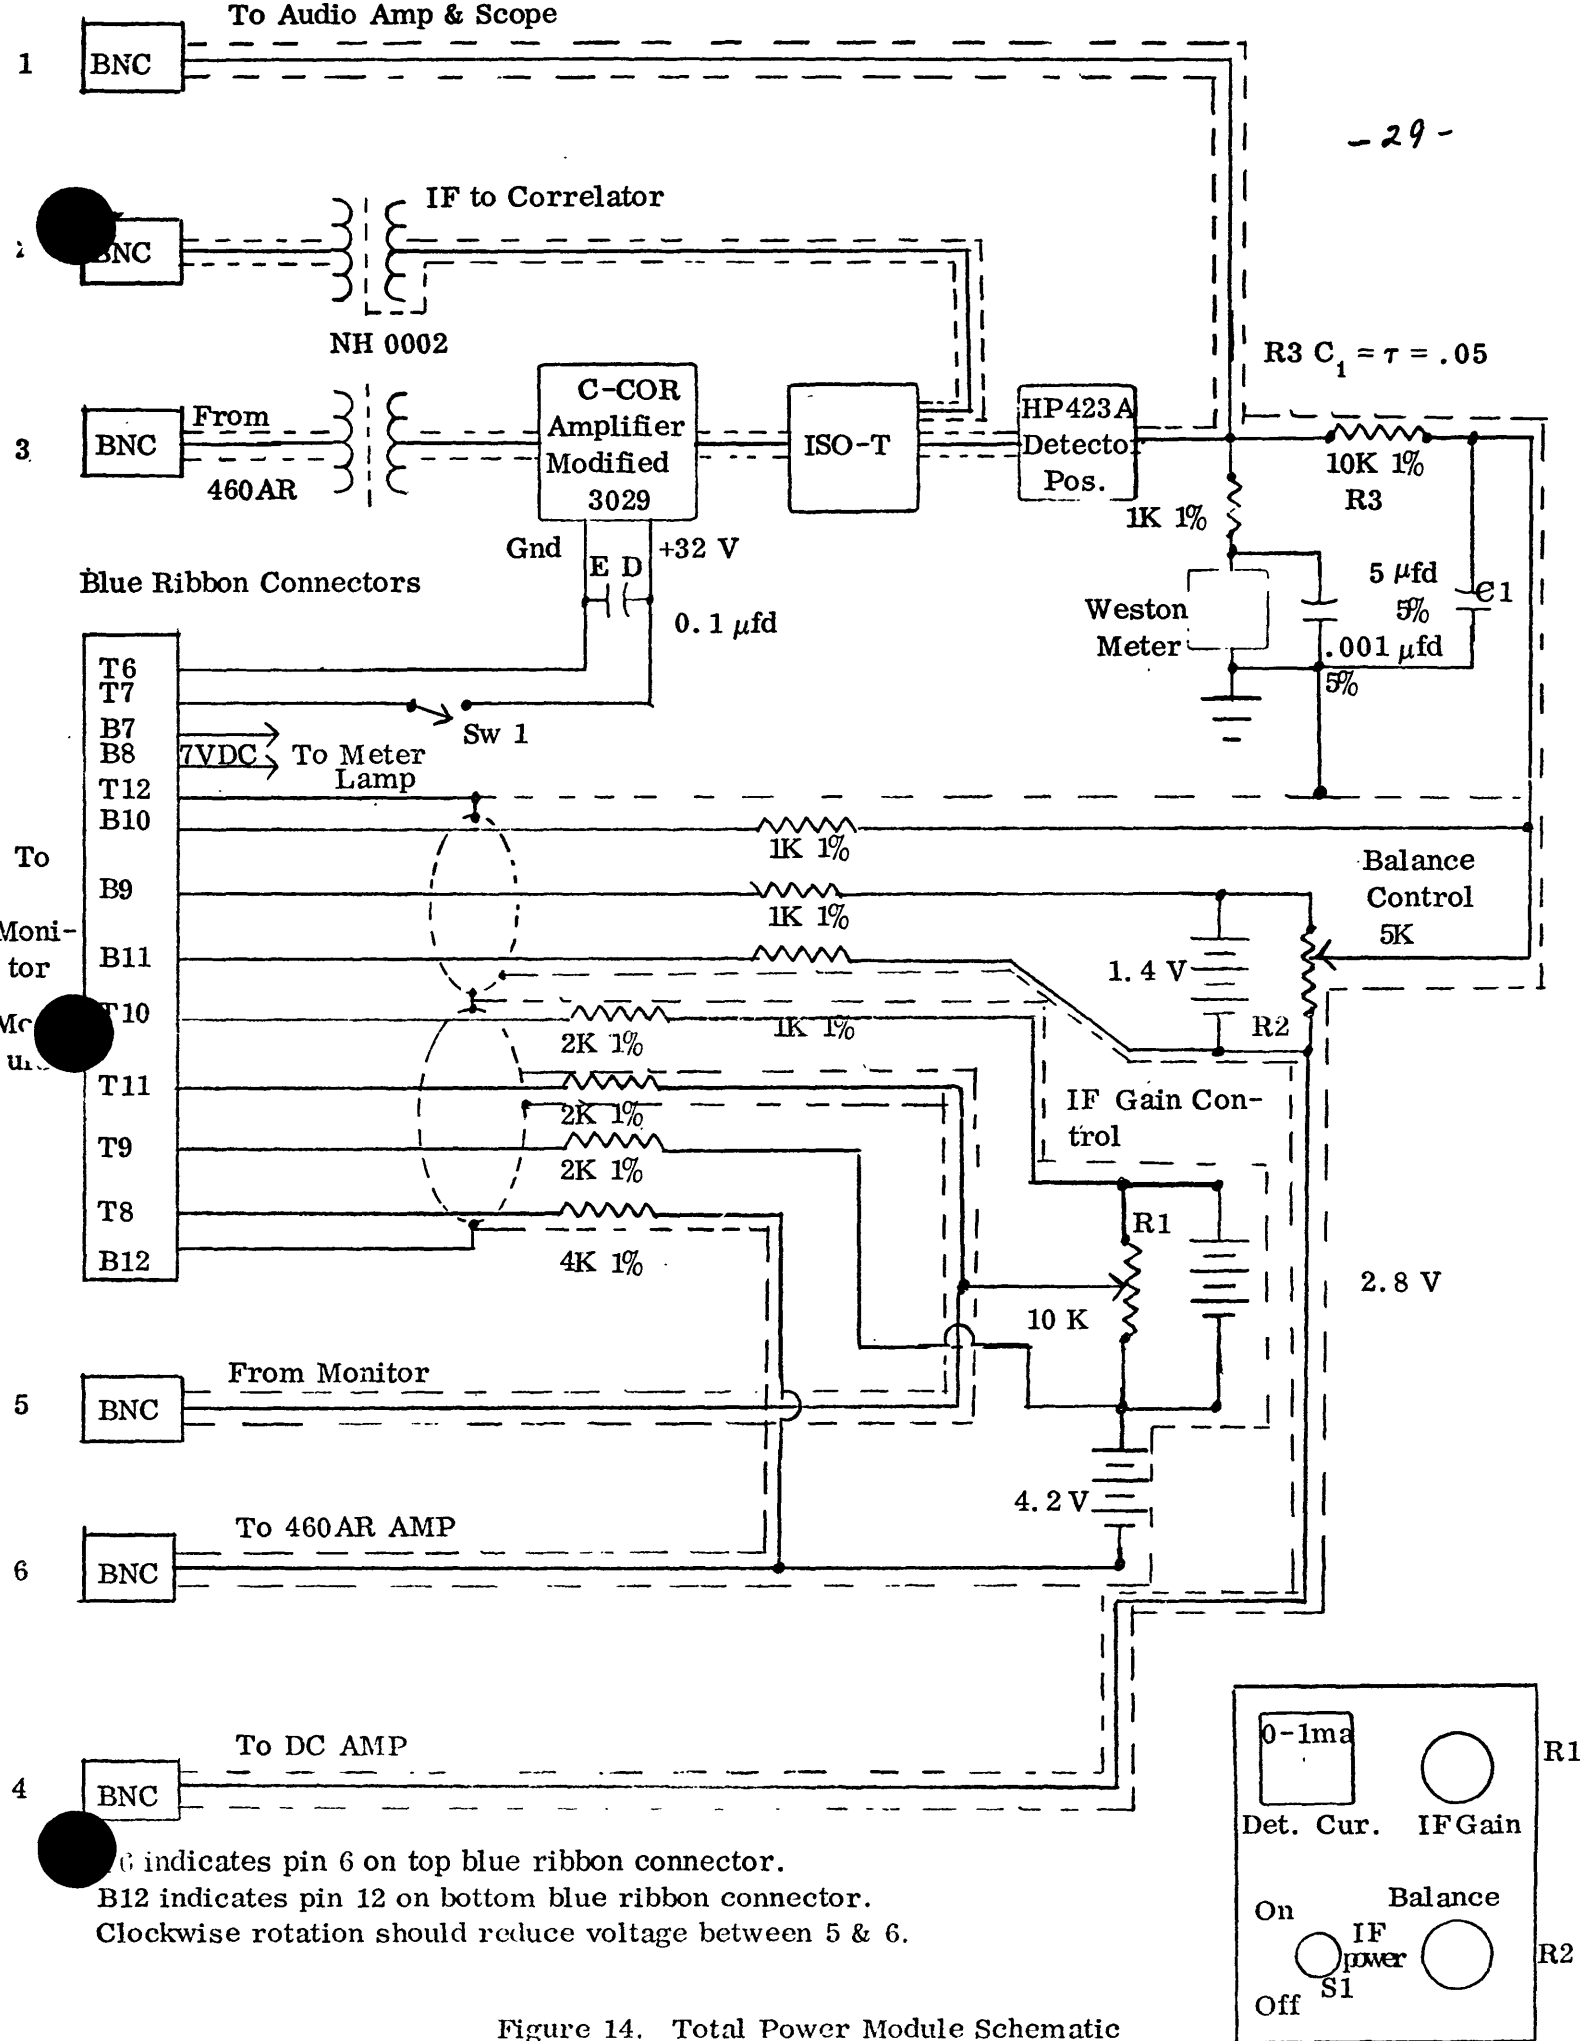 To Audio Amp & Scope
1
BNC
-29-
IF to Correlator
BNC
NH 0002
R3 C1 = τ = .05
3
BNC
From
460AR
C-COR
Amplifier
Modified
3029
ISO-T
HP423A
Detector
Pos.
10K 1%
R3
1K 1%
Gnd
+32 V
E D
0.1 μfd
5 μfd
5%
C1
Weston
Meter
.001 μfd
5%
Blue Ribbon Connectors
T6
T7
Sw 1
B7
B8
7VDC
To Meter
Lamp
T12
B10
1K 1%
To
Moni-
tor
Balance
Control
5K
B9
1K 1%
B11
1.4 V
T10
2K 1%
1K 1%
R2
T11
2K 1%
IF Gain Con-
trol
T9
2K 1%
T8
R1
B12
4K 1%
10 K
2.8 V
From Monitor
5
BNC
4.2 V
To 460AR AMP
6
BNC
To DC AMP
4
BNC
0-1ma
R1
Det. Cur.
IF Gain
6 indicates pin 6 on top blue ribbon connector.
B12 indicates pin 12 on bottom blue ribbon connector.
Clockwise rotation should reduce voltage between 5 & 6.
On
Balance
IF
power
S1
R2
Off
Figure 14. Total Power Module Schematic